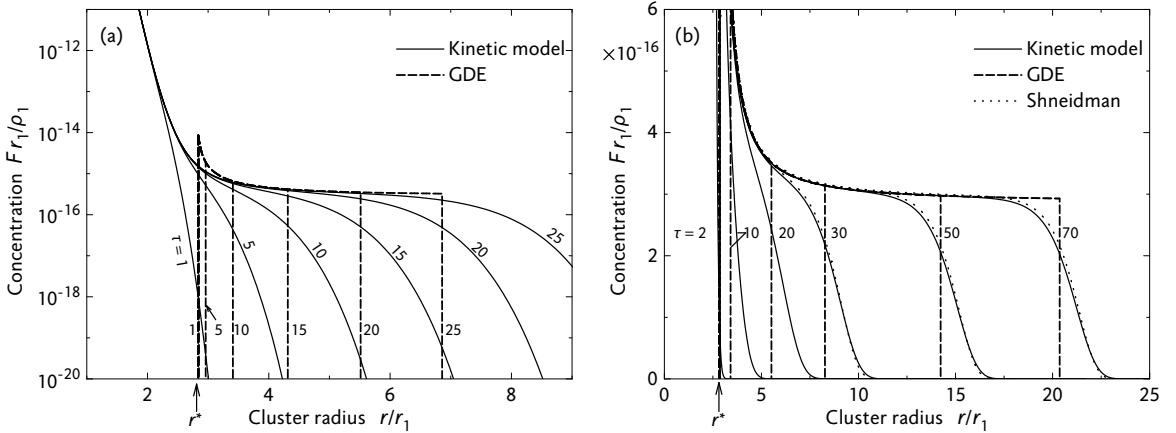 (a)
Kinetic model
GDE
Concentration F r₁/ρ₁
10⁻¹²
10⁻¹⁴
10⁻¹⁶
10⁻¹⁸
10⁻²⁰
τ = 1
5
10
15
20
25
1
5
10
15
20
25
2 4 6 8
r*
Cluster radius r/r₁
(b)
Kinetic model
GDE
Shneidman
Concentration F r₁/ρ₁
6
×10⁻¹⁶
4
2
0
τ = 2 10 20 30 50 70
5 10 15 20 25
r*
Cluster radius r/r₁